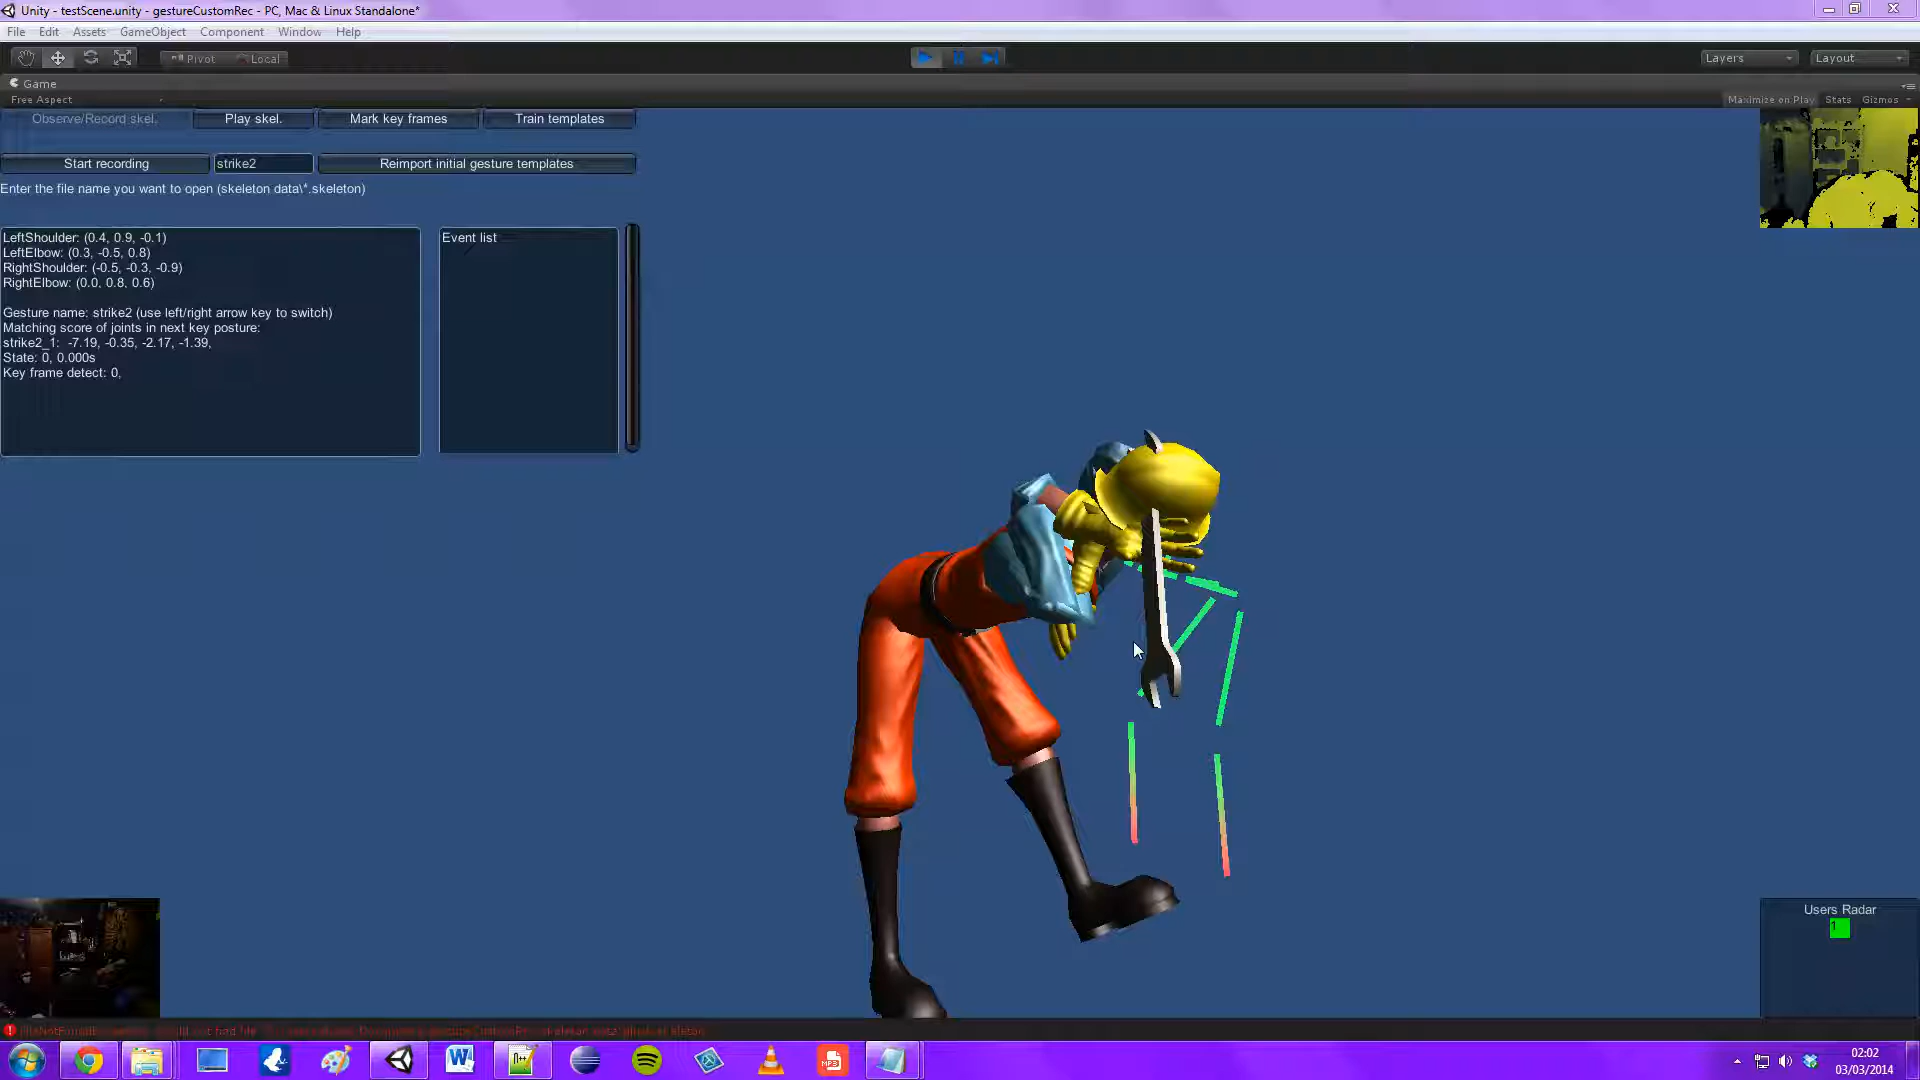 Unity - testScene.unity - gestureCustomRec - PC, Mac & Linux Standalone*
File Edit Assets GameObject Component Window Help
Pivot Local Layers Layout
Game
Free Aspect Maximize on Play Stats Gizmos
Observe/Record skel. Play skel. Mark key frames Train templates
Start recording strike2 Reimport initial gesture templates
Enter the file name you want to open (skeleton data\*.skeleton)
LeftShoulder: (0.4, 0.9, -0.1)
LeftElbow: (0.3, -0.5, 0.8)
RightShoulder: (-0.5, -0.3, -0.9)
RightElbow: (0.0, 0.8, 0.6)
Gesture name: strike2 (use left/right arrow key to switch)
Matching score of joints in next key posture:
strike2_1: -7.19, -0.35, -2.17, -1.39,
State: 0, 0.000s
Key frame detect: 0,
Event list
Users Radar
1
W
n++
MP3
02:02
03/03/2014